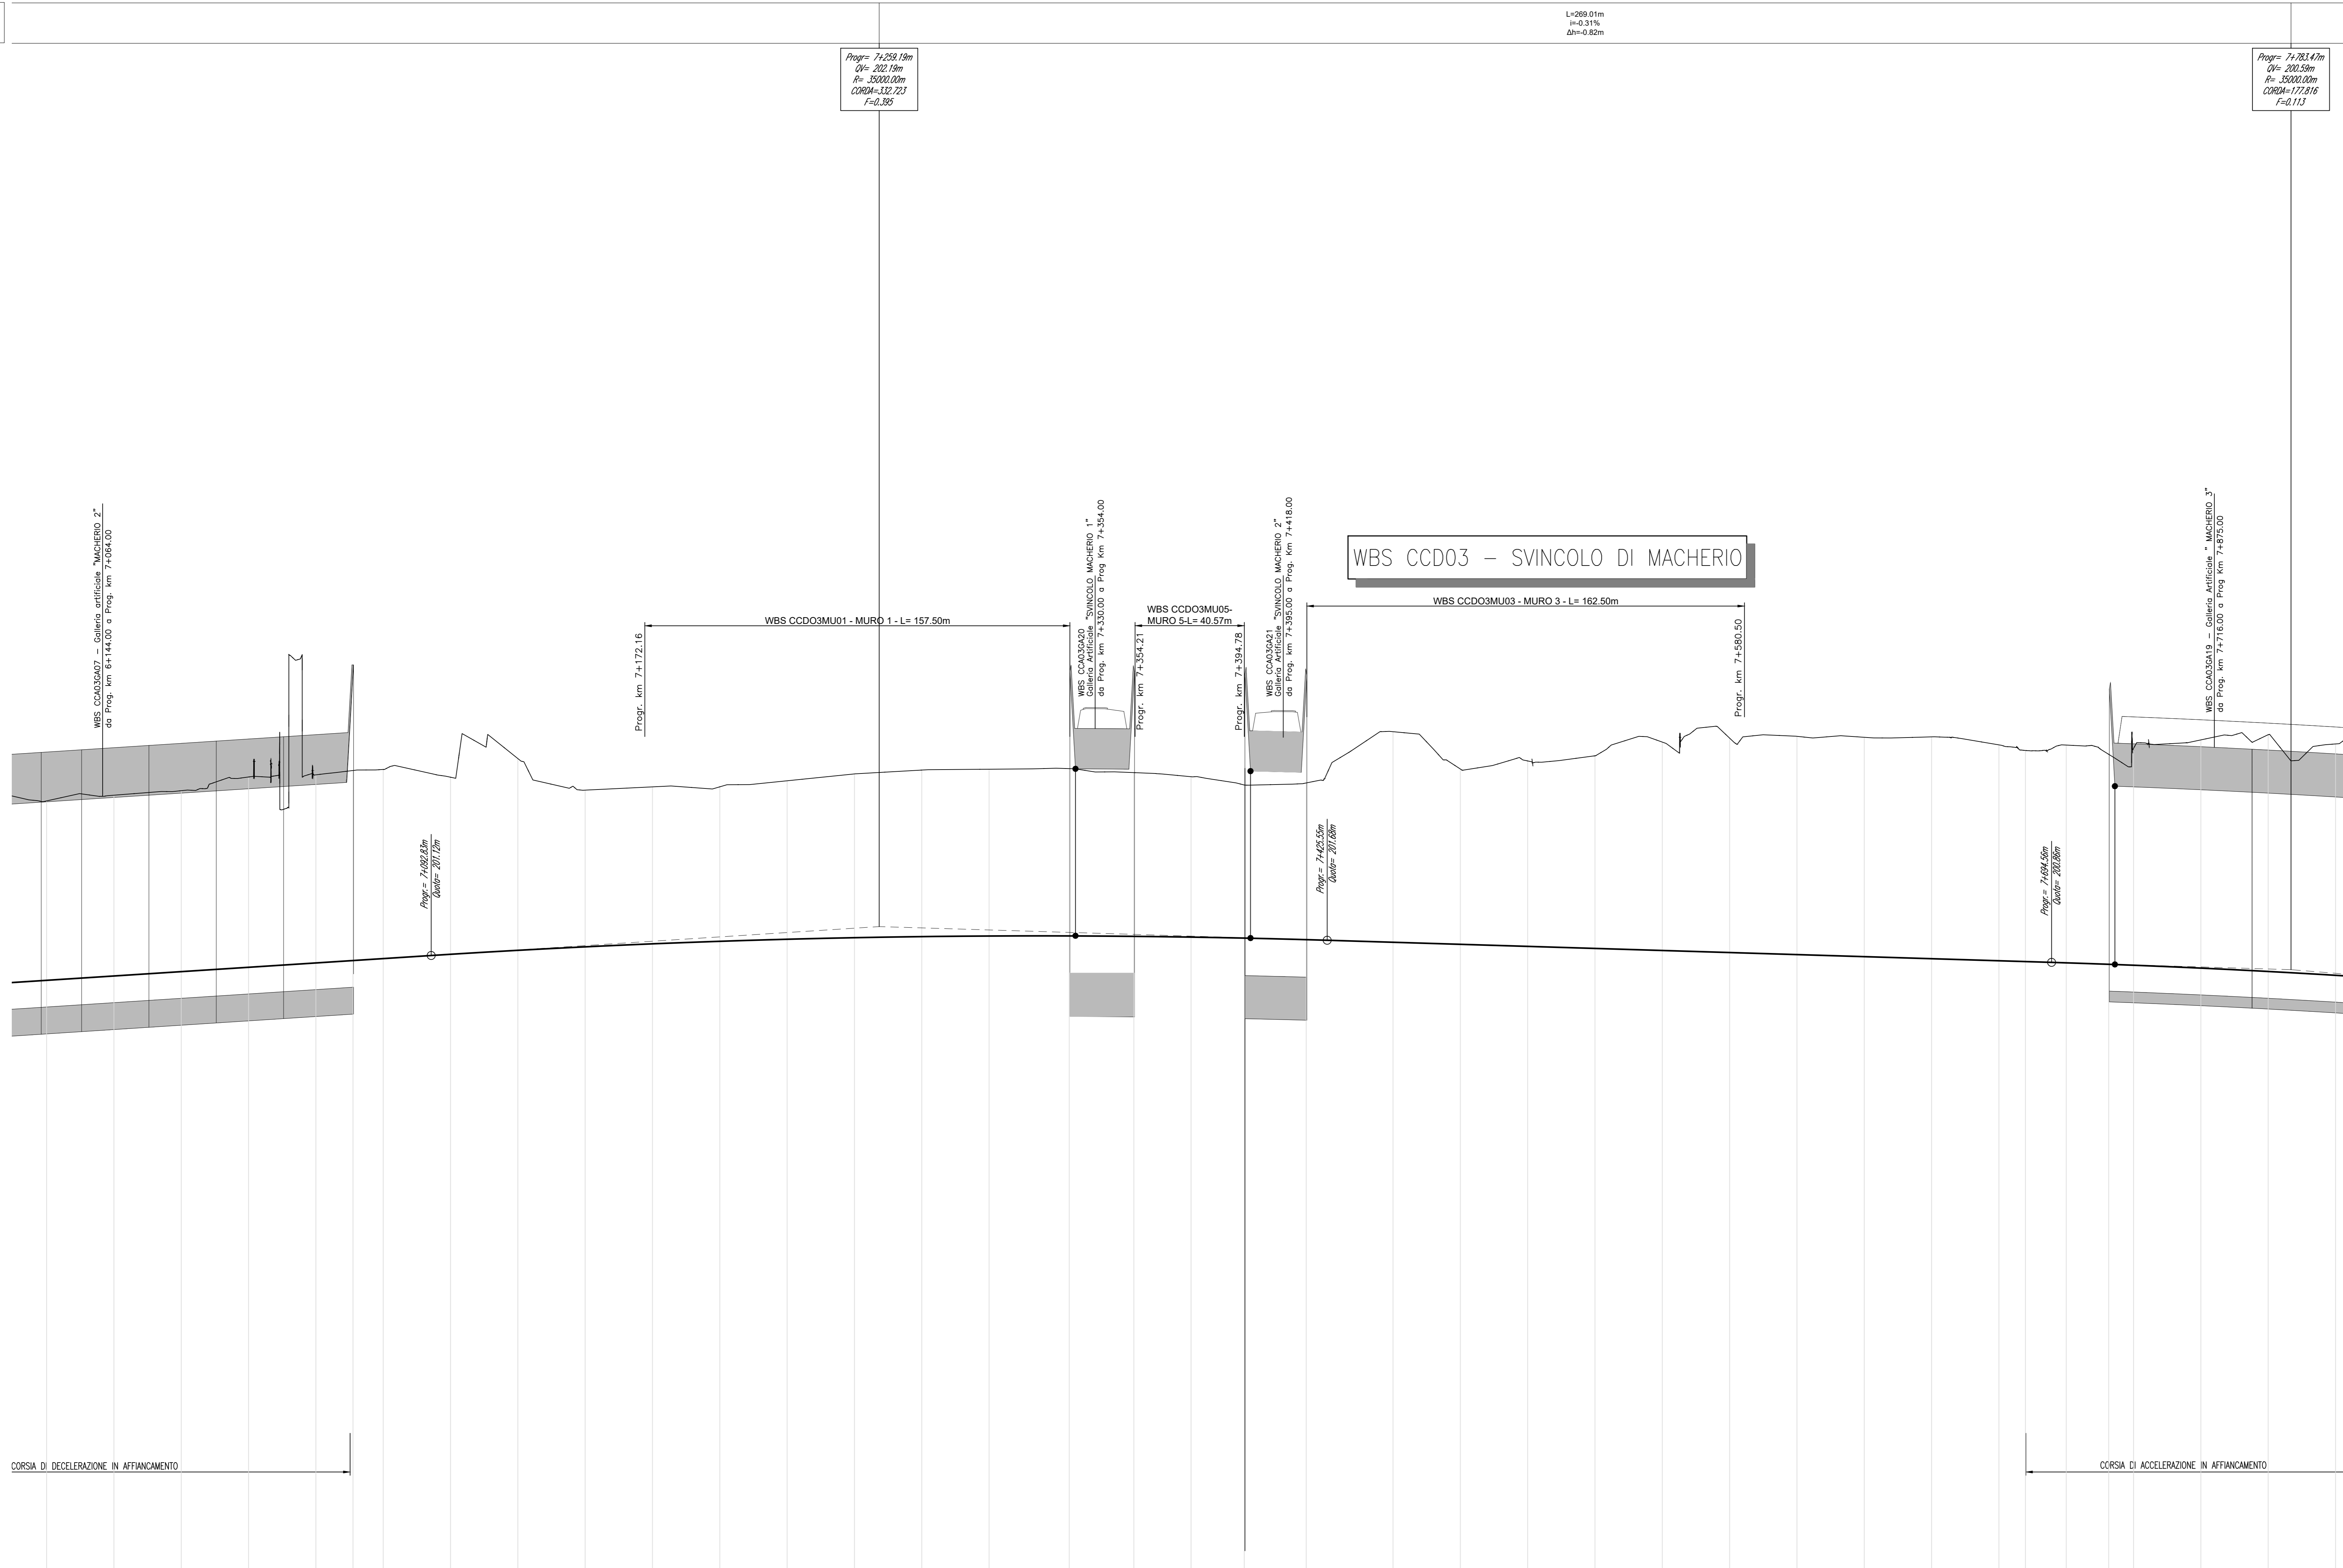 L=269.01m
i=-0.31%
Δh=-0.82m
Progr= 7+259.19m
QV= 202.19m
R= 35000.00m
CORDA=332.723
F=0.395
Progr= 7+783.47m
QV= 200.59m
R= 35000.00m
CORDA=177.816
F=0.113
WBS CCA03GA07 – Galleria artificiale "MACHERIO 2"
da Prog. km 6+144.00 a Prog. km 7+064.00
Progr. km 7+172.16
WBS CCDO3MU01 - MURO 1 - L= 157.50m
WBS CCA03GA20
Galleria Artificiale "SVINCOLO MACHERIO 1"
da Prog. km 7+330.00 a Prog Km 7+354.00
Progr. km 7+354.21
WBS CCDO3MU05-
MURO 5-L= 40.57m
Progr. km 7+394.78
WBS CCA03GA21
Galleria Artificiale "SVINCOLO MACHERIO 2"
da Prog. km 7+395.00 a Prog. Km 7+418.00
WBS CCD03 – SVINCOLO DI MACHERIO
WBS CCDO3MU03 - MURO 3 - L= 162.50m
Progr. km 7+580.50
WBS CCA03GA19 – Galleria Artificiale " MACHERIO 3"
da Prog. km 7+716.00 a Prog Km 7+875.00
Progr.= 7+092.83m
Quota= 201.12m
Progr.= 7+425.55m
Quota= 201.68m
Progr.= 7+694.56m
Quota= 200.86m
CORSIA DI DECELERAZIONE IN AFFIANCAMENTO
CORSIA DI ACCELERAZIONE IN AFFIANCAMENTO